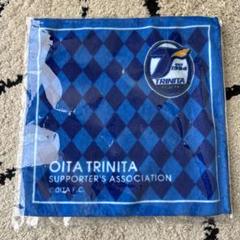 TRINITA
OITA TRINITA
SUPPORTER'S ASSOCIATION
©OITA F.C.